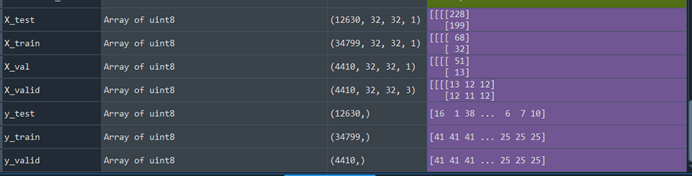 X_test Array of uint8 (12630, 32, 32, 1) [[[[228]
[199]
X_train Array of uint8 (34799, 32, 32, 1) [[[[ 68]
[ 32]
X_val Array of uint8 (4410, 32, 32, 1) [[[[ 51]
[ 13]
X_valid Array of uint8 (4410, 32, 32, 3) [[[[13 12 12]
[12 11 12]
y_test Array of uint8 (12630,) [16 1 38 ... 6 7 10]
y_train Array of uint8 (34799,) [41 41 41 ... 25 25 25]
y_valid Array of uint8 (4410,) [41 41 41 ... 25 25 25]